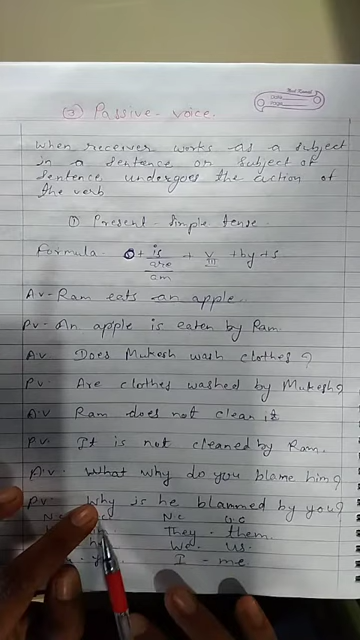 ③ Passive-voice.
When receiver works as a subject
in a sentence or subject of
sentence undergoes the action of
the verb
① Present Simple tense.
Formula O + is/are/am + V III + by + s
A.V- Ram eats an apple.
P.V- An apple is eaten by Ram.
A.V Does Mukesh wash clothes?
P.V. Are clothes washed by Mukesh?
A.V Ram does not clean it
P.V. It is not cleaned by Ram.
A.V. What why do you blame him?
P.V. Why is he blammed by you?
N.C O.C
They - them.
We - us.
I - me